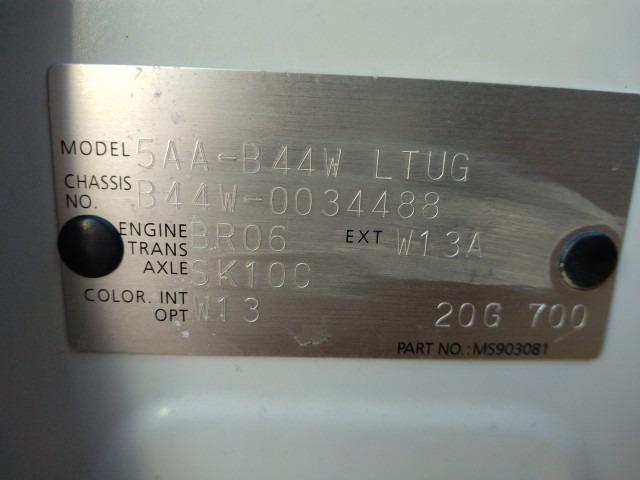 MODEL 5AA-B44W LTUG
CHASSIS NO. B44W-0034488
ENGINE BR06 EXT W13A
TRANS AXLE SK10C
COLOR. INT W13
OPT 20G 700
PART NO.: MS903081